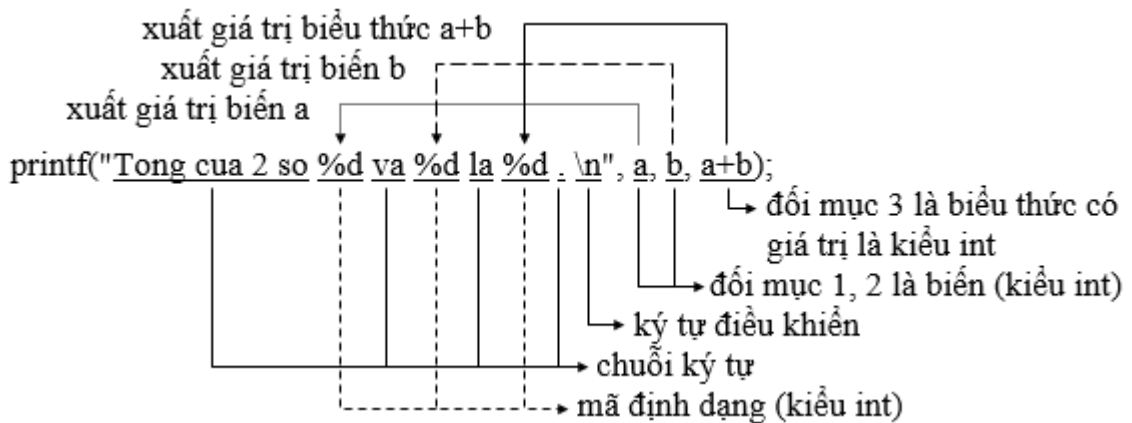 xuất giá trị biểu thức a+b
xuất giá trị biến b
xuất giá trị biến a
printf("Tong cua 2 so %d va %d la %d . \n", a, b, a+b);
đối mục 3 là biểu thức có
giá trị là kiểu int
đối mục 1, 2 là biến (kiểu int)
ký tự điều khiển
chuỗi ký tự
mã định dạng (kiểu int)